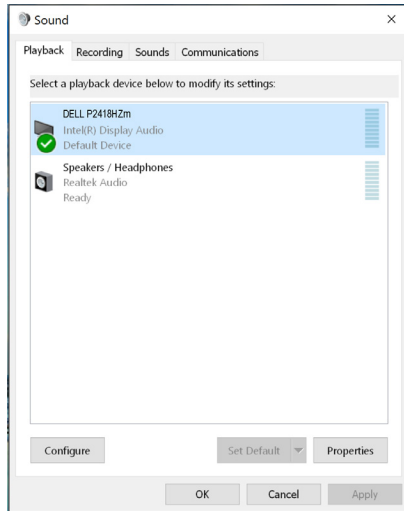 Sound
Playback Recording Sounds Communications
Select a playback device below to modify its settings:
DELL P2418HZm
Intel(R) Display Audio
Default Device
Speakers / Headphones
Realtek Audio
Ready
Configure Set Default Properties
OK Cancel Apply